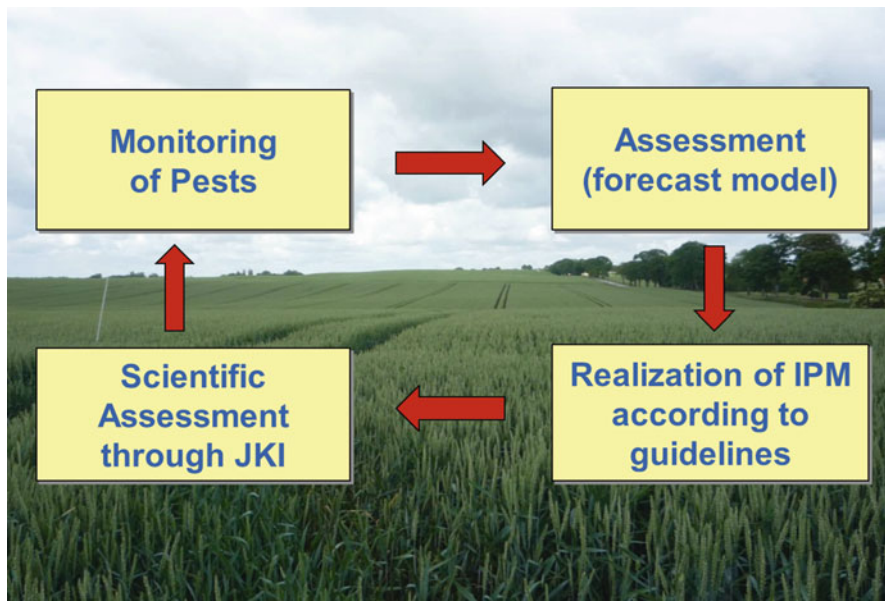 Monitoring
of Pests
Assessment
(forecast model)
Scientific
Assessment
through JKI
Realization of IPM
according to
guidelines